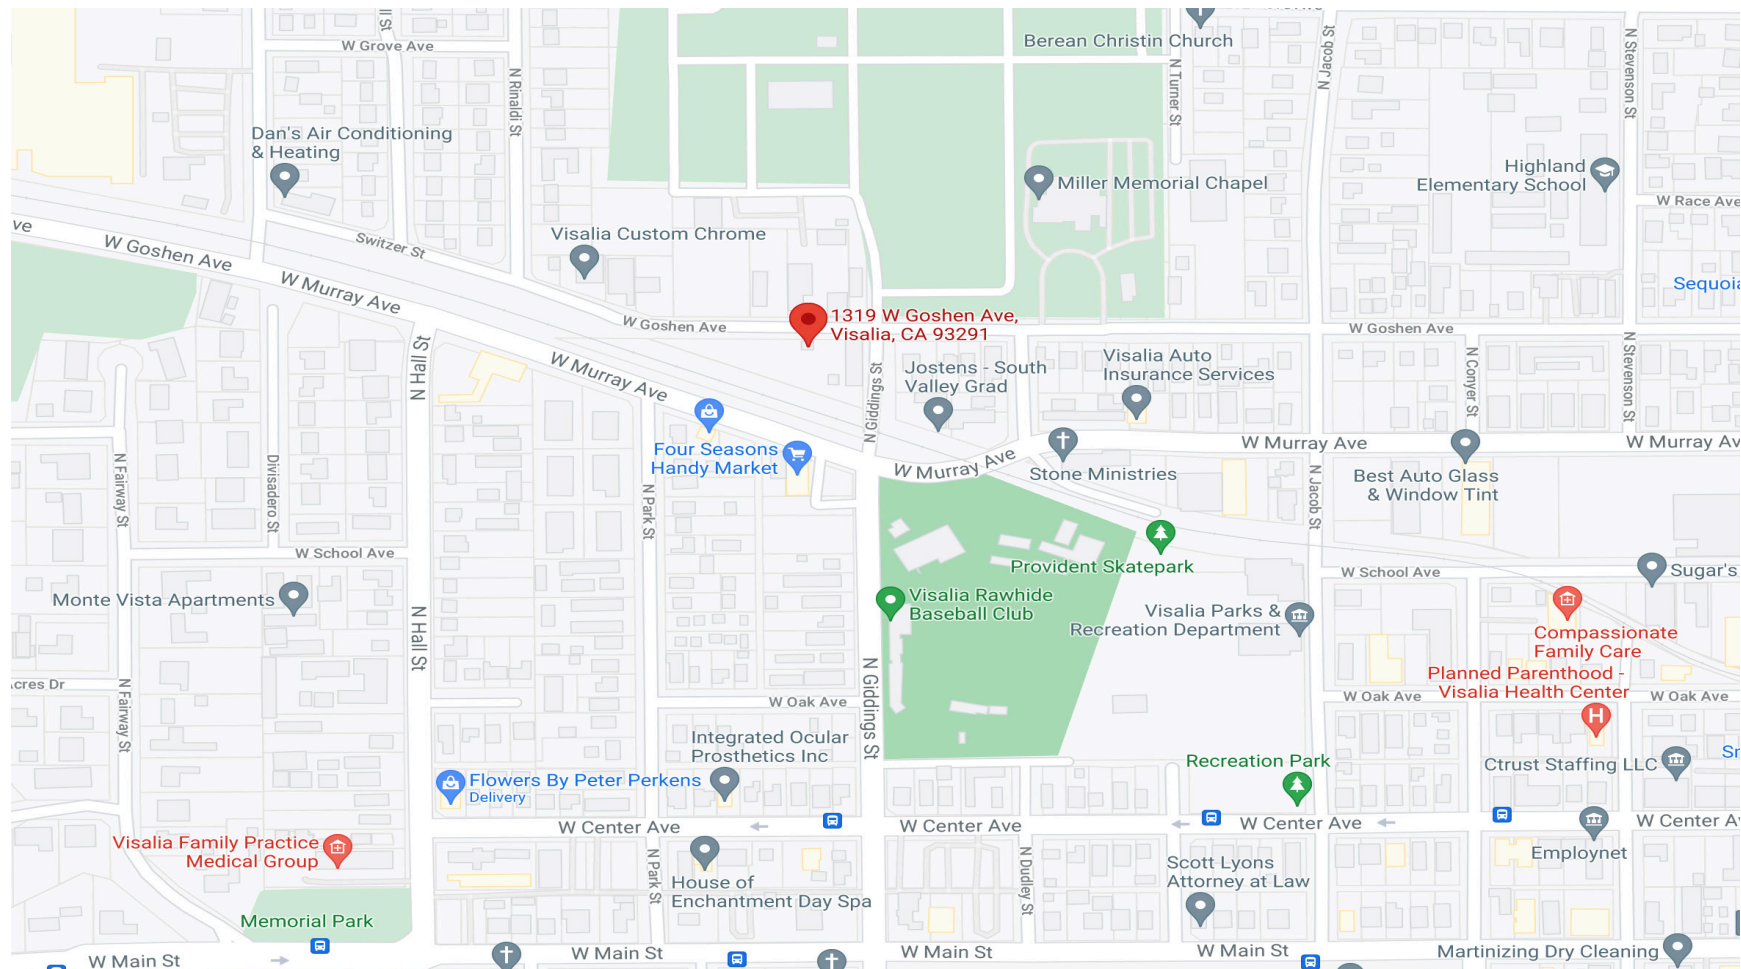 ll St
W Grove Ave
N Rinaldi St
Berean Christin Church
N Jacob St
N Stevenson St
N Turner St
Dan's Air Conditioning
& Heating
Miller Memorial Chapel
Highland
Elementary School
W Race Ave
ve
W Goshen Ave
Switzer St
Visalia Custom Chrome
W Murray Ave
Sequoia
1319 W Goshen Ave,
Visalia, CA 93291
W Goshen Ave
W Goshen Ave
N Hall St
W Murray Ave
N Giddings St
Jostens - South
Valley Grad
Visalia Auto
Insurance Services
N Conyer St
N Stevenson St
Four Seasons
Handy Market
W Murray Ave
Stone Ministries
W Murray Ave
W Murray Av
Best Auto Glass
& Window Tint
N Fairway St
Divisadero St
N Park St
N Jacob St
W School Ave
Provident Skatepark
W School Ave
Sugar's
Monte Vista Apartments
Visalia Rawhide
Baseball Club
Visalia Parks &
Recreation Department
Compassionate
Family Care
N Hall St
Planned Parenthood -
Visalia Health Center
Acres Dr
N Fairway St
W Oak Ave
N Giddings St
W Oak Ave
W Oak Ave
Integrated Ocular
Prosthetics Inc
Recreation Park
Ctrust Staffing LLC
Flowers By Peter Perkens
Delivery
W Center Ave
W Center Ave
W Center Ave
W Center Av
Visalia Family Practice
Medical Group
N Park St
House of
Enchantment Day Spa
N Dudley St
Scott Lyons
Attorney at Law
Employnet
Memorial Park
W Main St
W Main St
W Main St
W Main St
Martinizing Dry Cleaning
H